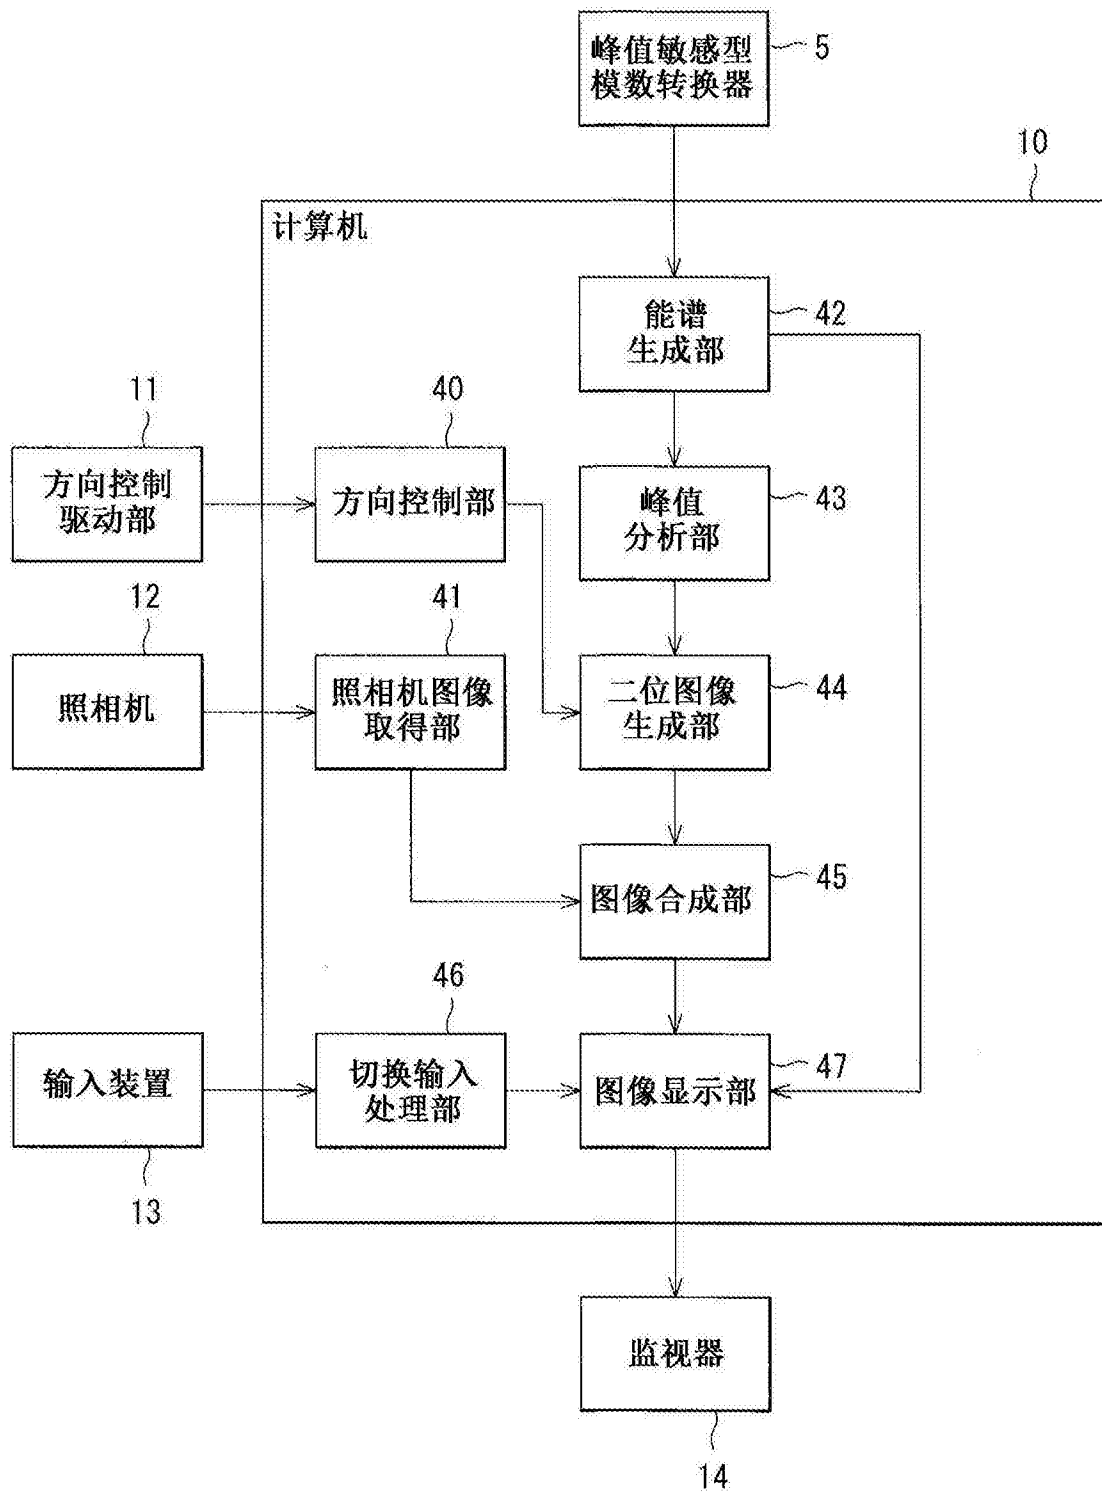 峰值敏感型
模数转换器
5
10
计算机
能谱
生成部
42
11
40
方向控制
驱动部
方向控制部
峰值
分析部
43
12
41
照相机
照相机图像
取得部
二位图像
生成部
44
图像合成部
45
46
输入装置
切换输入
处理部
图像显示部
47
13
监视器
14